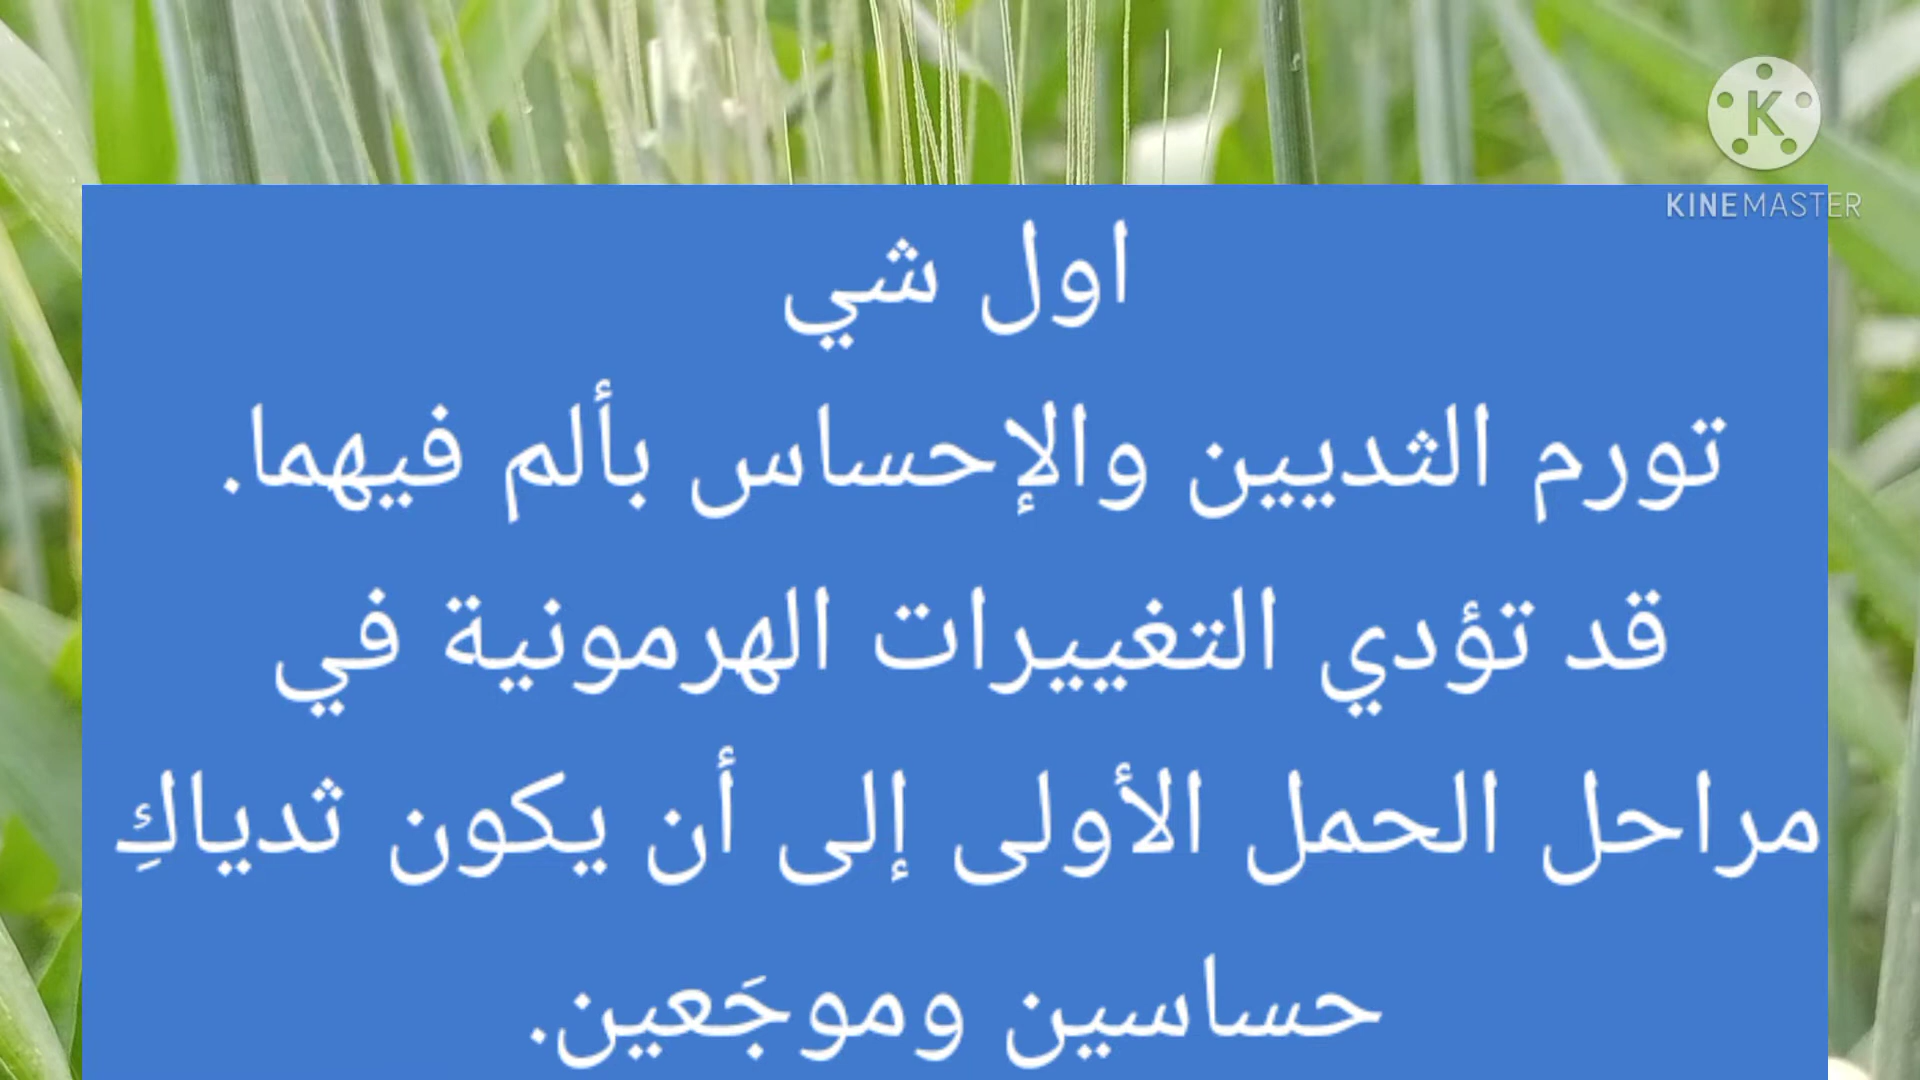 KINEMASTER
اول شي
تورم الثديين والإحساس بألم فيهما.
قد تؤدي التغييرات الهرمونية في
مراحل الحمل الأولى إلى أن يكون ثدياكِ
حساسين وموجَعين.